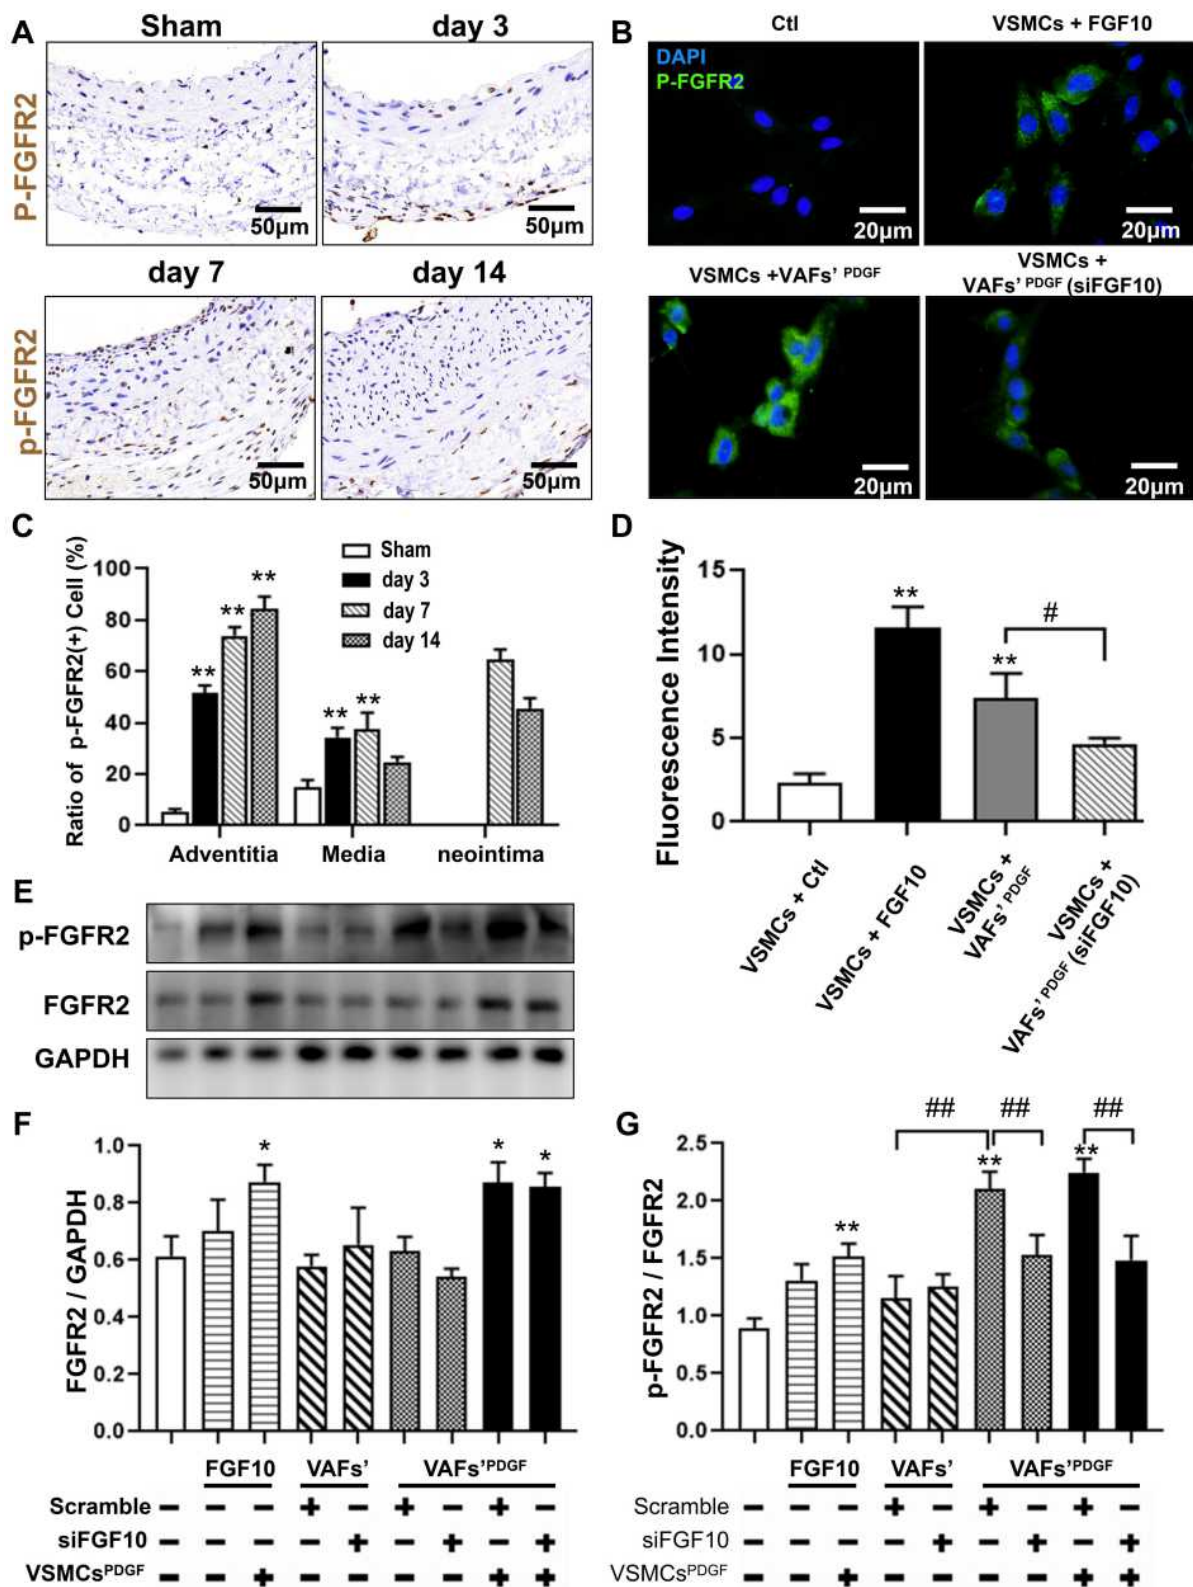 A
Sham
day 3
P-FGFR2
50μm
50μm
day 7
day 14
p-FGFR2
50μm
50μm
B
Ctl
VSMCs + FGF10
DAPI
P-FGFR2
20μm
20μm
VSMCs +VAFs' PDGF
VSMCs +
VAFs' PDGF (siFGF10)
20μm
20μm
C
Ratio of p-FGFR2(+) Cell (%)
100
80
60
40
20
0
Sham
day 3
day 7
day 14
** ** **
** **
Adventitia Media neointima
D
Fluorescence Intensity
15
10
5
0
**
**
#
VSMCs + Ctl
VSMCs + FGF10
VSMCs +
VAFs' PDGF
VSMCs +
VAFs' PDGF (siFGF10)
E
p-FGFR2
FGFR2
GAPDH
F
FGFR2 / GAPDH
1.0
0.8
0.6
0.4
0.2
0.0
* * *
FGF10 VAFs' VAFs'PDGF
Scramble − − − + − + − + −
siFGF10 − − − − + − + − +
VSMCsPDGF − − + − − − − + +
G
p-FGFR2 / FGFR2
2.5
2.0
1.5
1.0
0.5
0.0
## ## ##
** ** **
FGF10 VAFs' VAFs'PDGF
Scramble − − − + − + − + −
siFGF10 − − − − + − + − +
VSMCsPDGF − − + − − − − + +